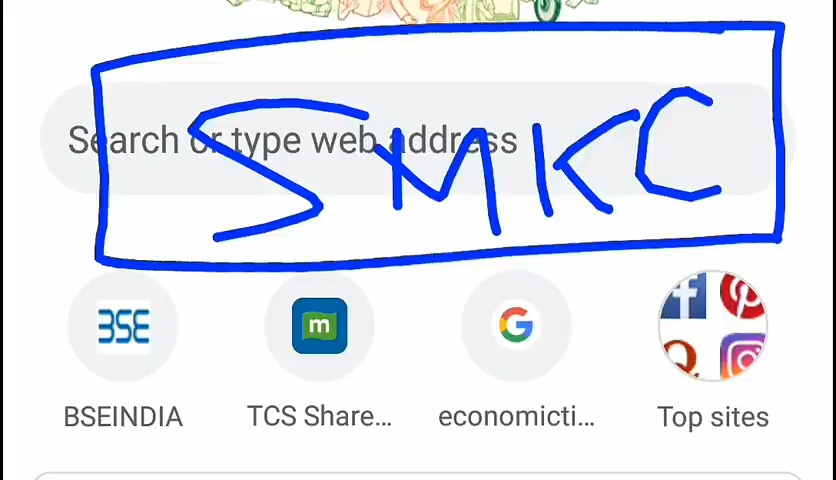 Search or type web address
SMKC
BSE
m
G
f
BSEINDIA
TCS Share...
economicti...
Top sites